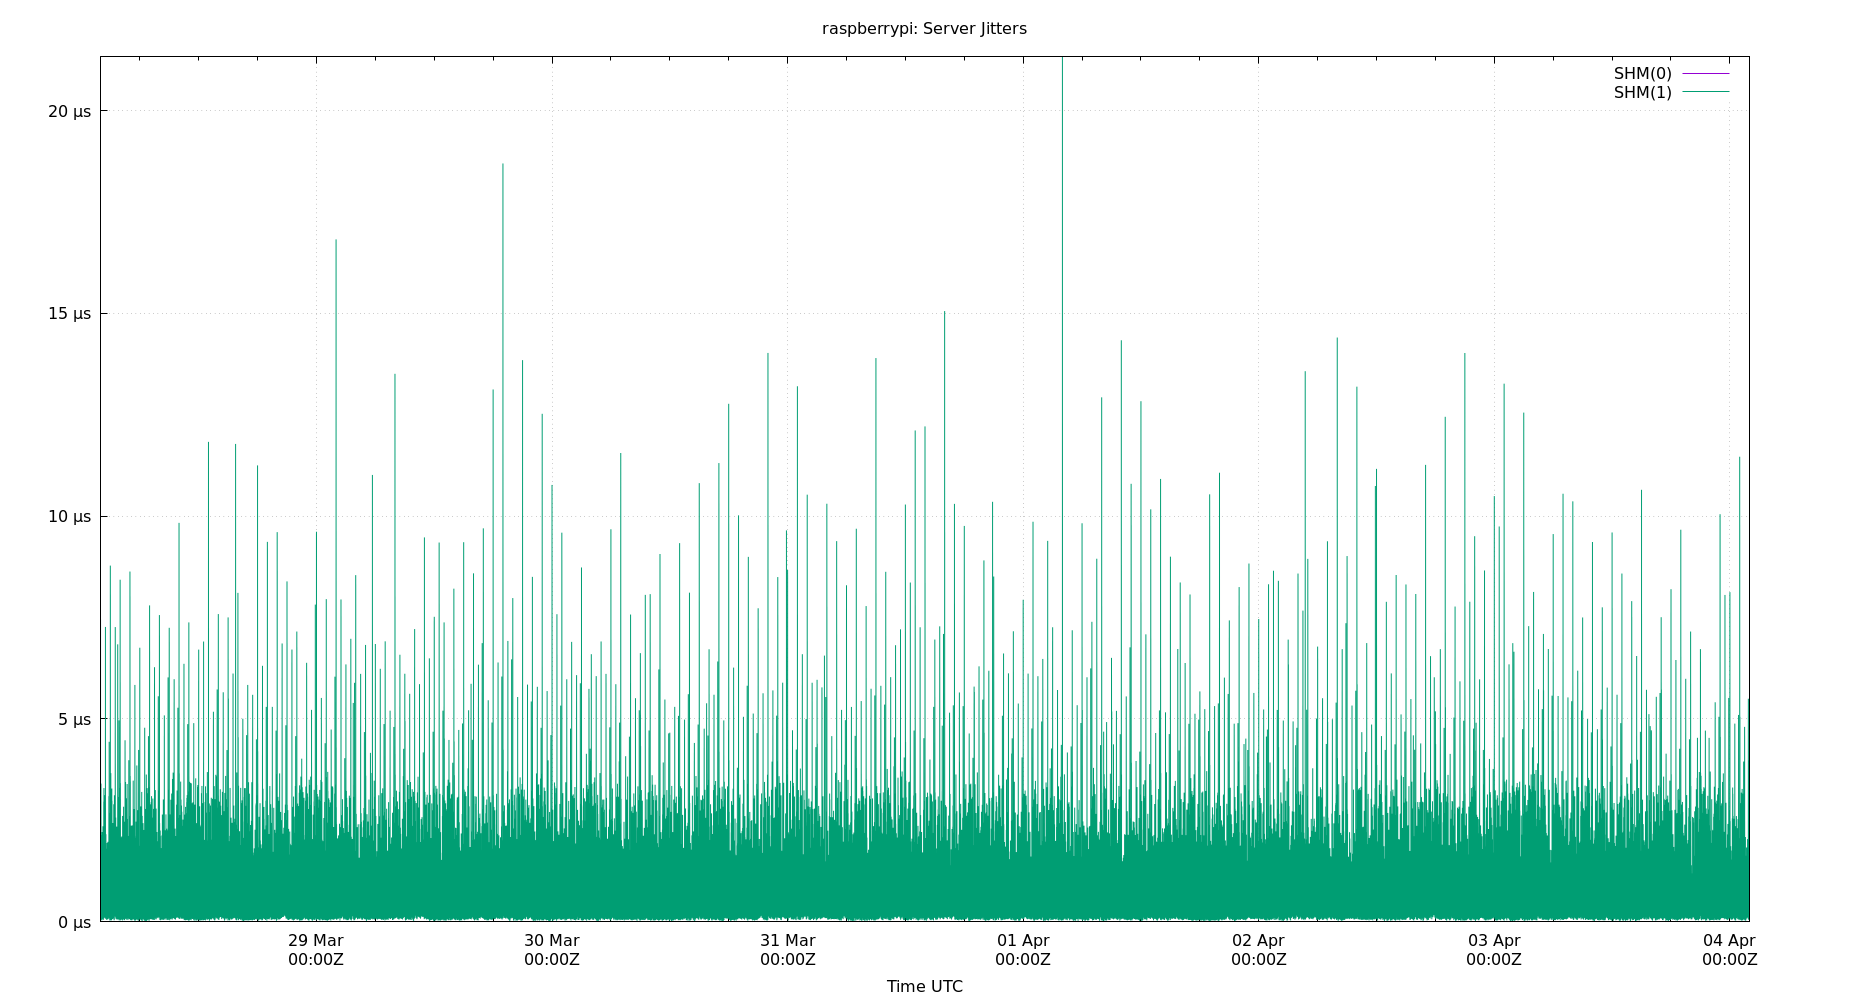 raspberrypi: Server Jitters
SHM(0)
SHM(1)
20 µs
15 µs
10 µs
5 µs
0 µs
29 Mar
00:00Z
30 Mar
00:00Z
31 Mar
00:00Z
01 Apr
00:00Z
02 Apr
00:00Z
03 Apr
00:00Z
04 Apr
00:00Z
Time UTC